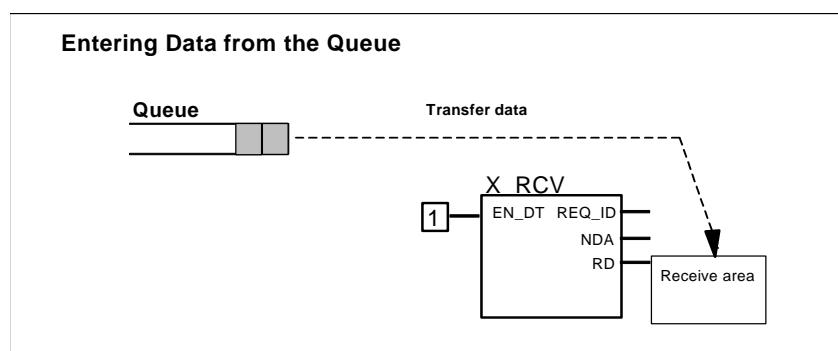 Entering Data from the Queue
Queue
Transfer data
X_RCV
1
EN_DT REQ_ID
NDA
RD
Receive area